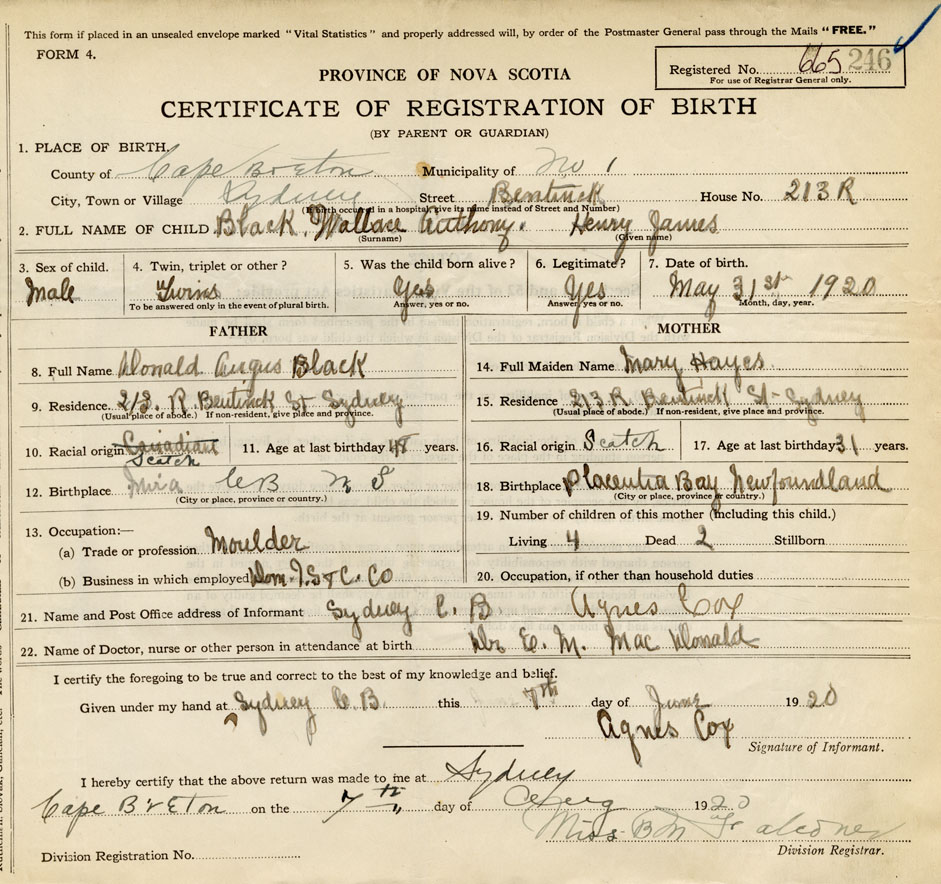 This form if placed in an unsealed envelope marked "Vital Statistics" and properly addressed will, by order of the Postmaster General pass through the Mails "FREE."
FORM 4.
Registered No. 665 246
For use of Registrar General only.
PROVINCE OF NOVA SCOTIA
CERTIFICATE OF REGISTRATION OF BIRTH
(BY PARENT OR GUARDIAN)
1. PLACE OF BIRTH.
County of Cape Breton Municipality of No 1
City, Town or Village Sydney Street Bentinck House No. 213 R
(If birth occured in a hospital, give its name instead of Street and Number)
2. FULL NAME OF CHILD Black. Wallace Anthony. Henry James
(Surname) (Given name)
3. Sex of child. 4. Twin, triplet or other? 5. Was the child born alive? 6. Legitimate? 7. Date of birth.
Male Twins Yes Yes May 31st 1920
To be answered only in the event of plural birth. Answer, yes or no. Answer, yes or no. Month, day, year.
FATHER
8. Full Name Donald Angus Black
9. Residence. 213. R Bentinck St Sydney
(Usual place of abode.) If non-resident, give place and province.
10. Racial origin Canadian 11. Age at last birthday 48 years.
Scotch
12. Birthplace Mira C B N S
(City or place, province or country.)
13. Occupation:—
(a) Trade or profession Moulder
(b) Business in which employed Dom. I. S & C. Co
MOTHER
14. Full Maiden Name Mary Hayes.
15. Residence 213 R Bentinck St- Sydney
(Usual place of abode.) If non-resident, give place and province.
16. Racial origin Scotch 17. Age at last birthday 31 years.
18. Birthplace Placentia Bay Newfoundland
(City or place, province or country.)
19. Number of children of this mother (including this child.)
Living 4 Dead 2 Stillborn
20. Occupation, if other than household duties
21. Name and Post Office address of Informant Sydney C. B Agnes Cox
22. Name of Doctor, nurse or other person in attendance at birth Dr. E. M. Mac Donald
I certify the foregoing to be true and correct to the best of my knowledge and belief.
Given under my hand at Sydney C. B. this 7th day of June 1920
Agnes Cox
Signature of Informant.
I hereby certify that the above return was made to me at Sydney
Cape Breton on the 7th day of Aug 1920
Miss B M Falconer
Division Registrar.
Division Registration No.